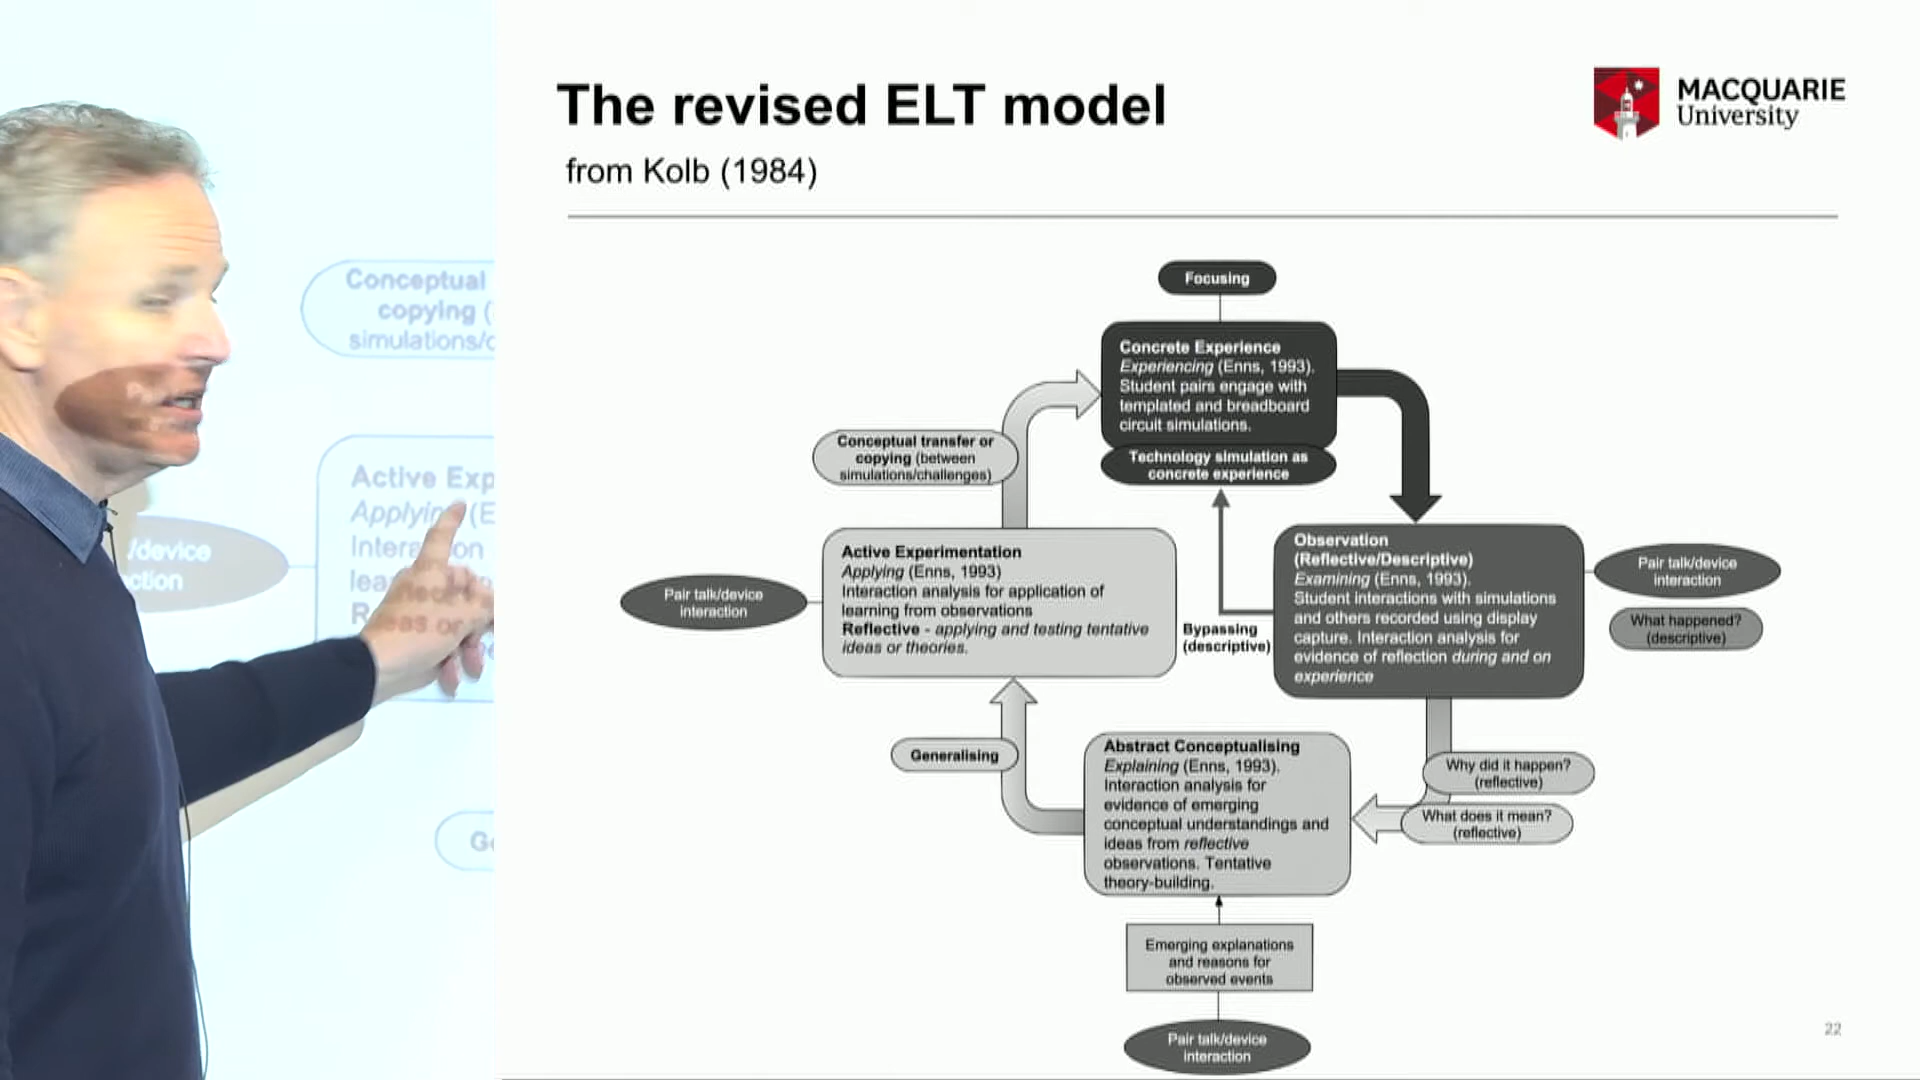 The revised ELT model
from Kolb (1984)
MACQUARIE
University
Focusing
Concrete Experience
Experiencing (Enns, 1993).
Student pairs engage with
templated and breadboard
circuit simulations.
Technology simulation as
concrete experience
Conceptual transfer or
copying (between
simulations/challenges)
Active Experimentation
Applying (Enns, 1993)
Interaction analysis for application of
learning from observations
Reflective - applying and testing tentative
ideas or theories.
Pair talk/device
interaction
Bypassing
(descriptive)
Observation
(Reflective/Descriptive)
Examining (Enns, 1993).
Student interactions with simulations
and others recorded using display
capture. Interaction analysis for
evidence of reflection during and on
experience
Pair talk/device
interaction
What happened?
(descriptive)
Why did it happen?
(reflective)
What does it mean?
(reflective)
Generalising
Abstract Conceptualising
Explaining (Enns, 1993).
Interaction analysis for
evidence of emerging
conceptual understandings and
ideas from reflective
observations. Tentative
theory-building.
Emerging explanations
and reasons for
observed events
Pair talk/device
interaction
22
Conceptual
copying (
simulations/c
Active Exp
Applying (E
/device
ction